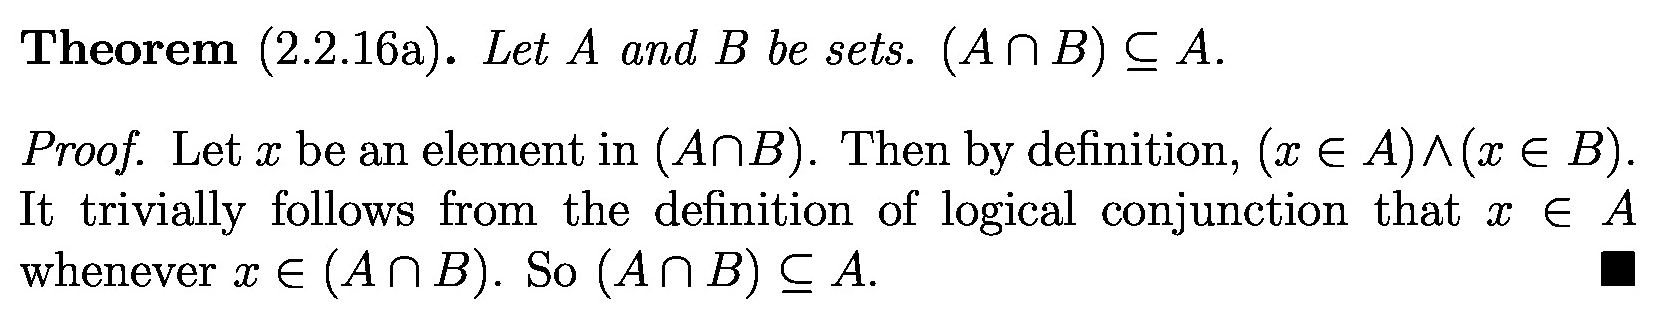 Theorem (2.2.16a). Let A and B be sets. (A ∩ B) ⊆ A.
Proof. Let x be an element in (A∩B). Then by definition, (x ∈ A)∧(x ∈ B).
It trivially follows from the definition of logical conjunction that x ∈ A
whenever x ∈ (A ∩ B). So (A ∩ B) ⊆ A. ■